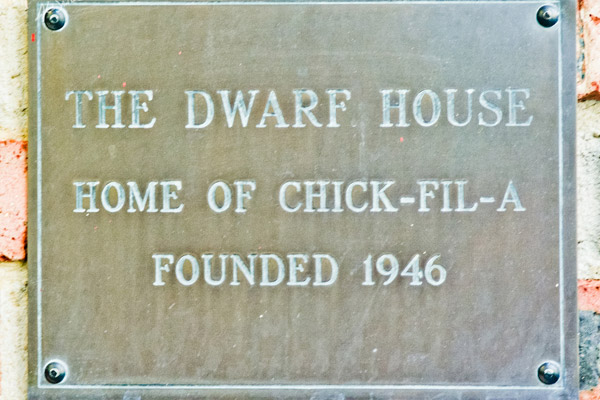 THE DWARF HOUSE
HOME OF CHICK-FIL-A
FOUNDED 1946